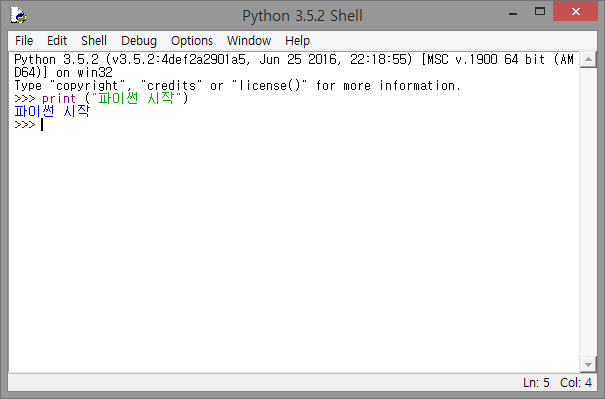 Python 3.5.2 Shell
File Edit Shell Debug Options Window Help
Python 3.5.2 (v3.5.2:4def2a2901a5, Jun 25 2016, 22:18:55) [MSC v.1900 64 bit (AM
D64)] on win32
Type "copyright", "credits" or "license()" for more information.
>>> print ("파이썬 시작")
파이썬 시작
>>>
Ln: 5 Col: 4